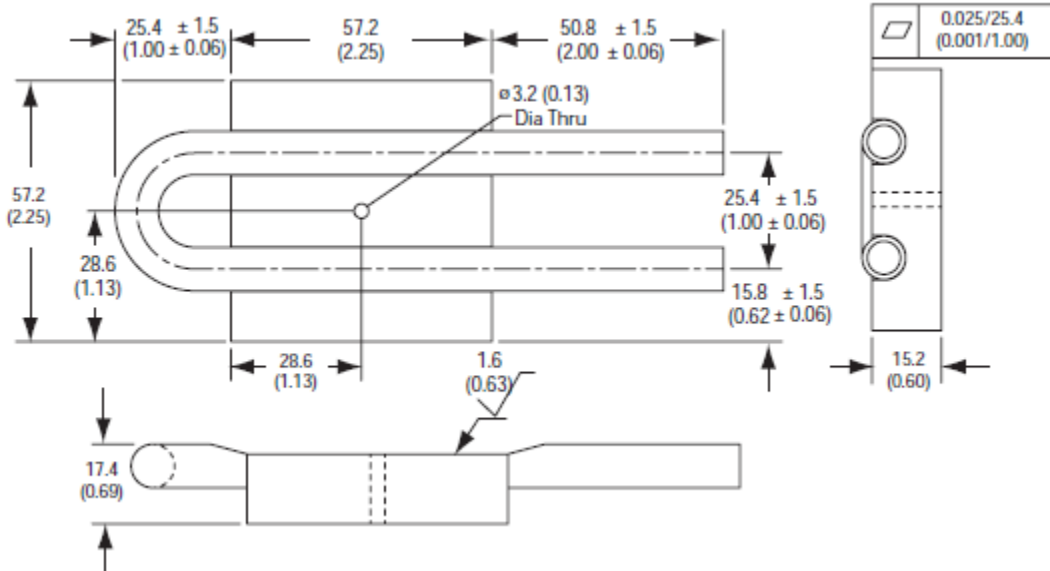 25.4 ± 1.5
(1.00 ± 0.06)
57.2
(2.25)
50.8 ± 1.5
(2.00 ± 0.06)
0.025/25.4
(0.001/1.00)
ø3.2 (0.13)
Dia Thru
57.2
(2.25)
28.6
(1.13)
25.4 ± 1.5
(1.00 ± 0.06)
15.8 ± 1.5
(0.62 ± 0.06)
28.6
(1.13)
1.6
(0.63)
15.2
(0.60)
17.4
(0.69)